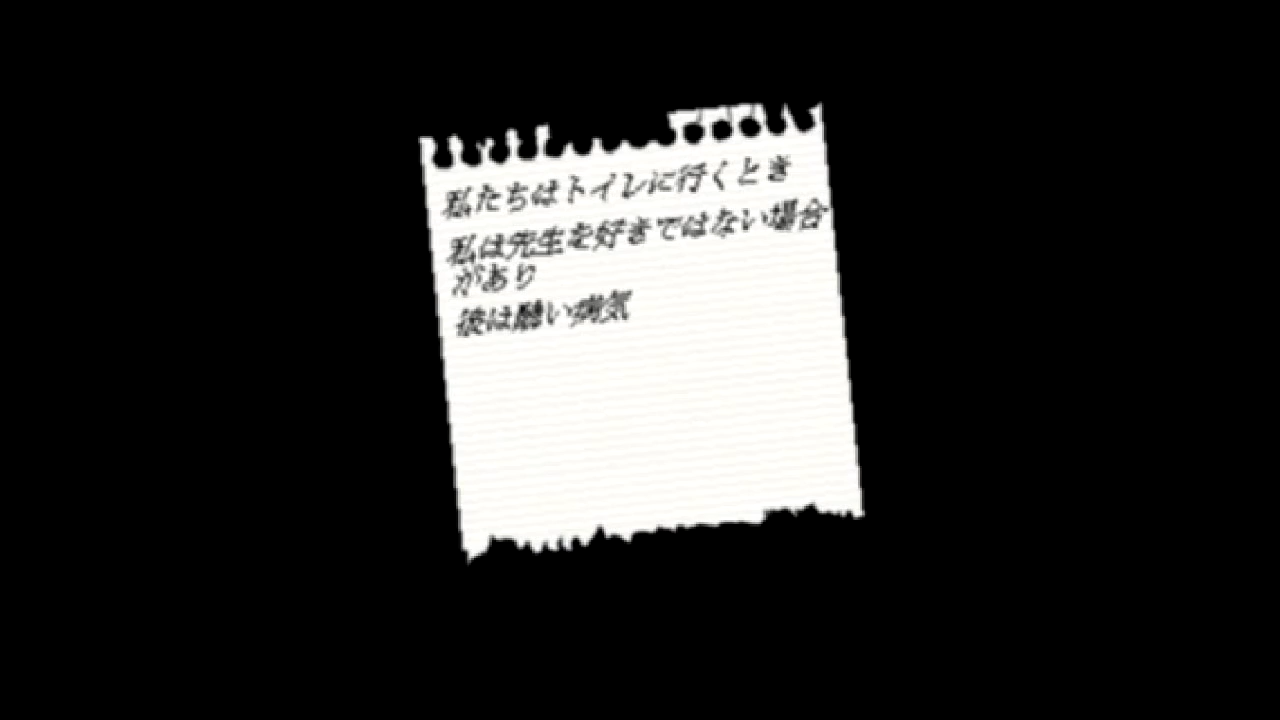 私たちはトイレに行くとき
私は先生を好きではない場合
があり
彼は醜い病気